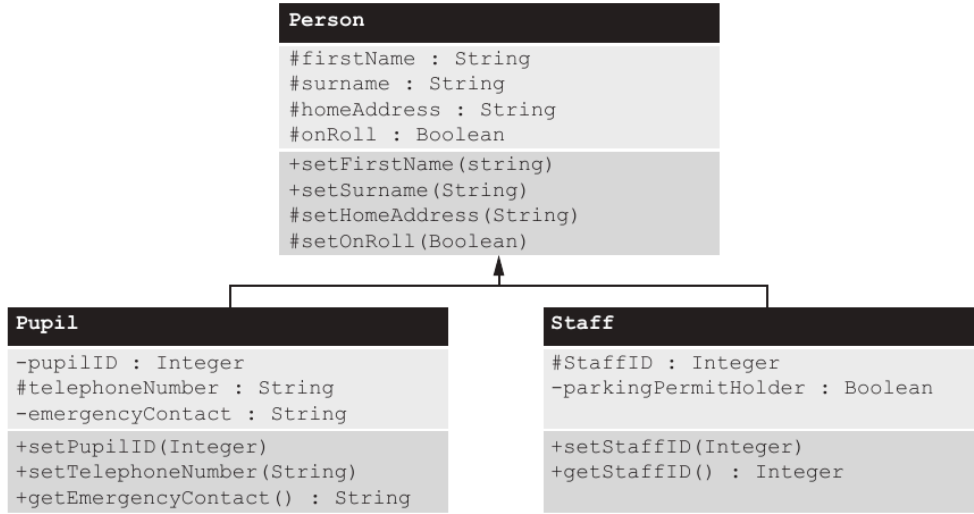 Person
#firstName : String
#surname : String
#homeAddress : String
#onRoll : Boolean
+setFirstName(string)
+setSurname(String)
#setHomeAddress(String)
#setOnRoll(Boolean)
Pupil
-pupilID : Integer
#telephoneNumber : String
-emergencyContact : String
+setPupilID(Integer)
+setTelephoneNumber(String)
+getEmergencyContact() : String
Staff
#StaffID : Integer
-parkingPermitHolder : Boolean
+setStaffID(Integer)
+getStaffID() : Integer